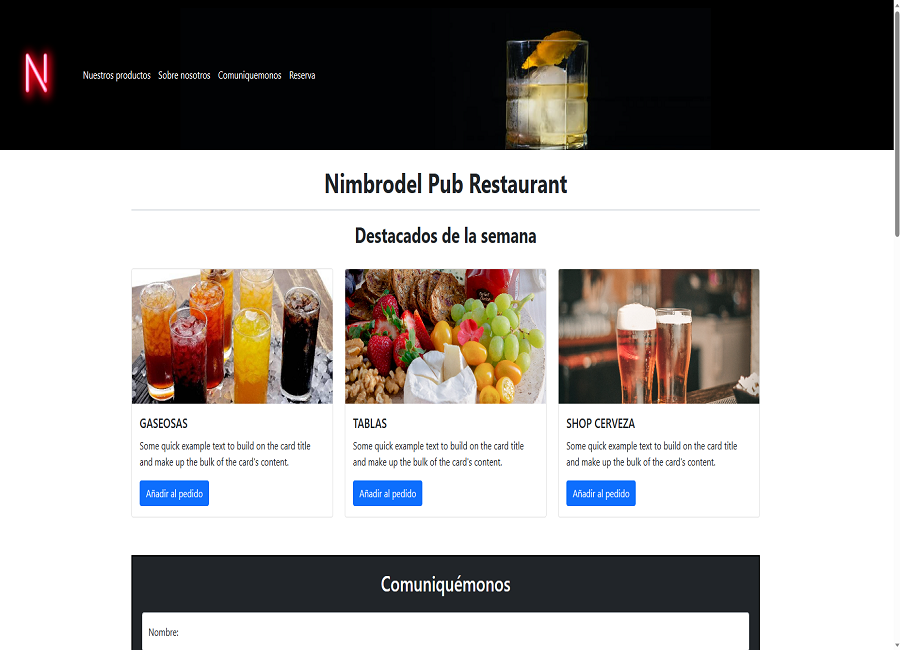 N
Nuestros productos Sobre nosotros Comuniquemonos Reserva
Nimbrodel Pub Restaurant
Destacados de la semana
GASEOSAS
Some quick example text to build on the card title
and make up the bulk of the card's content.
Añadir al pedido
TABLAS
Some quick example text to build on the card title
and make up the bulk of the card's content.
Añadir al pedido
SHOP CERVEZA
Some quick example text to build on the card title
and make up the bulk of the card's content.
Añadir al pedido
Comuniquémonos
Nombre: